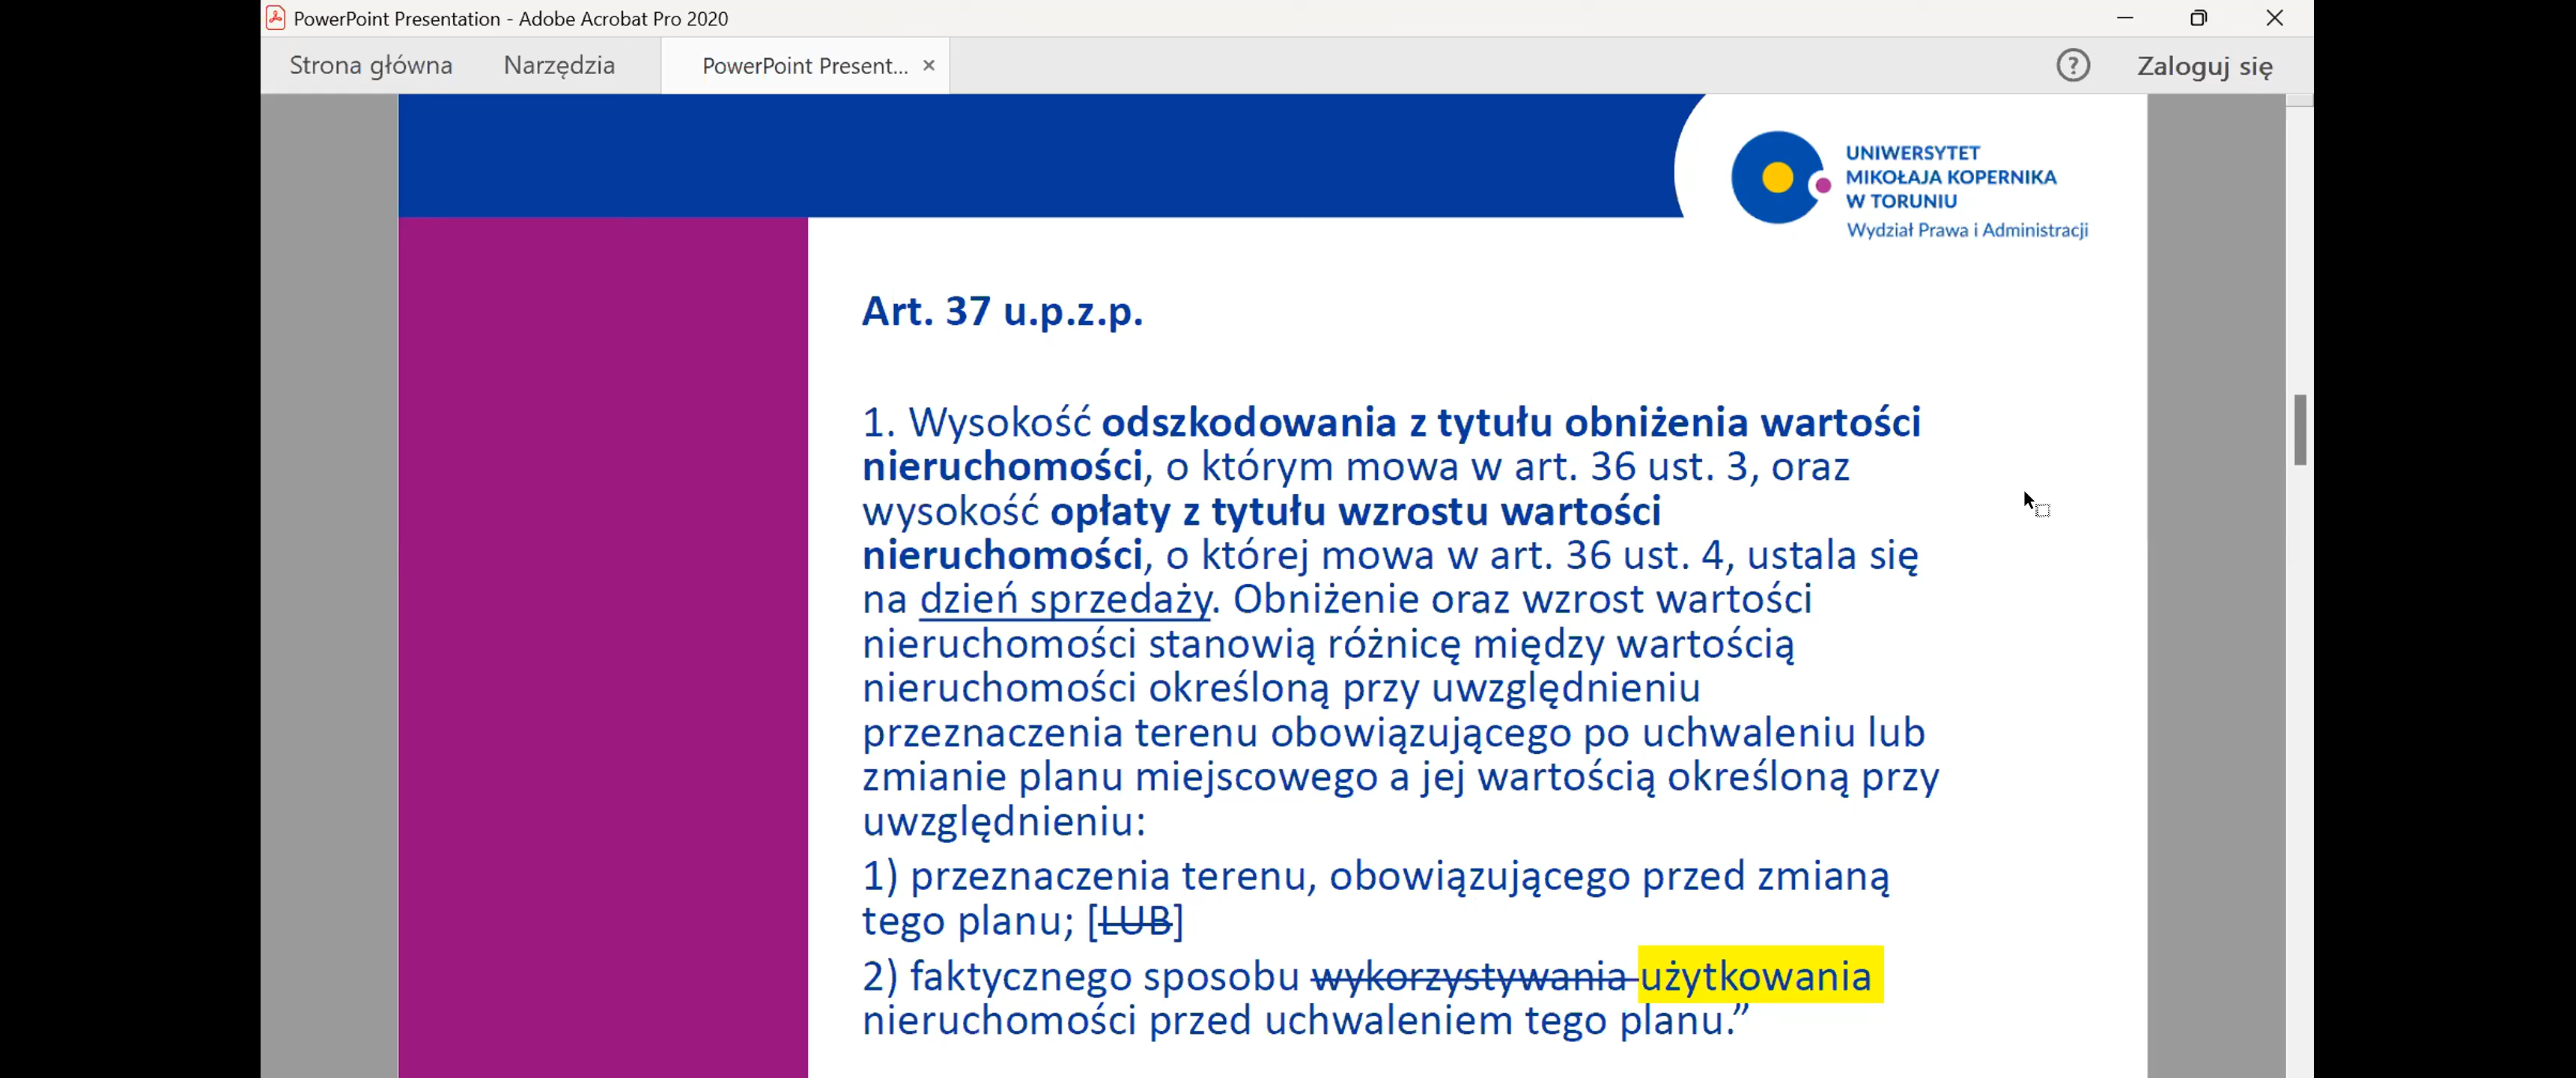 PowerPoint Presentation - Adobe Acrobat Pro 2020
Strona główna Narzędzia PowerPoint Present... × ? Zaloguj się
UNIWERSYTET
MIKOŁAJA KOPERNIKA
W TORUNIU
Wydział Prawa i Administracji
Art. 37 u.p.z.p.
1. Wysokość odszkodowania z tytułu obniżenia wartości
nieruchomości, o którym mowa w art. 36 ust. 3, oraz
wysokość opłaty z tytułu wzrostu wartości
nieruchomości, o której mowa w art. 36 ust. 4, ustala się
na dzień sprzedaży. Obniżenie oraz wzrost wartości
nieruchomości stanowią różnicę między wartością
nieruchomości określoną przy uwzględnieniu
przeznaczenia terenu obowiązującego po uchwaleniu lub
zmianie planu miejscowego a jej wartością określoną przy
uwzględnieniu:
1) przeznaczenia terenu, obowiązującego przed zmianą
tego planu; [LUB]
2) faktycznego sposobu wykorzystywania użytkowania
nieruchomości przed uchwaleniem tego planu.”